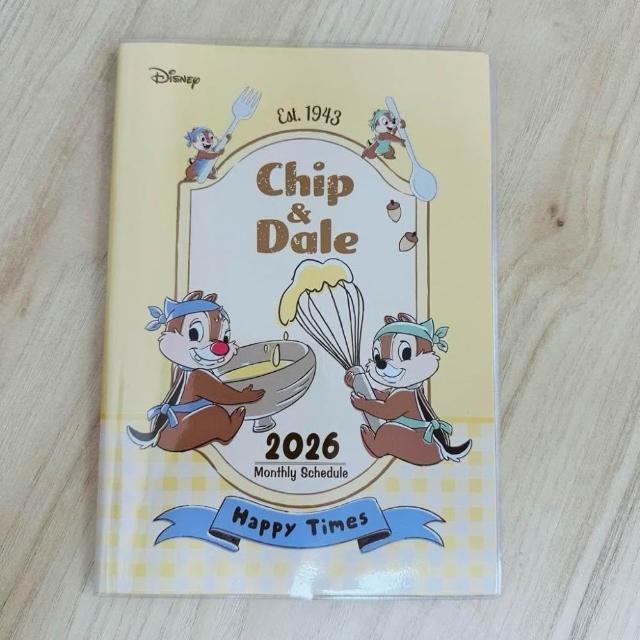 Disney
Est. 1943
Chip
&
Dale
2026
Monthly Schedule
Happy Times